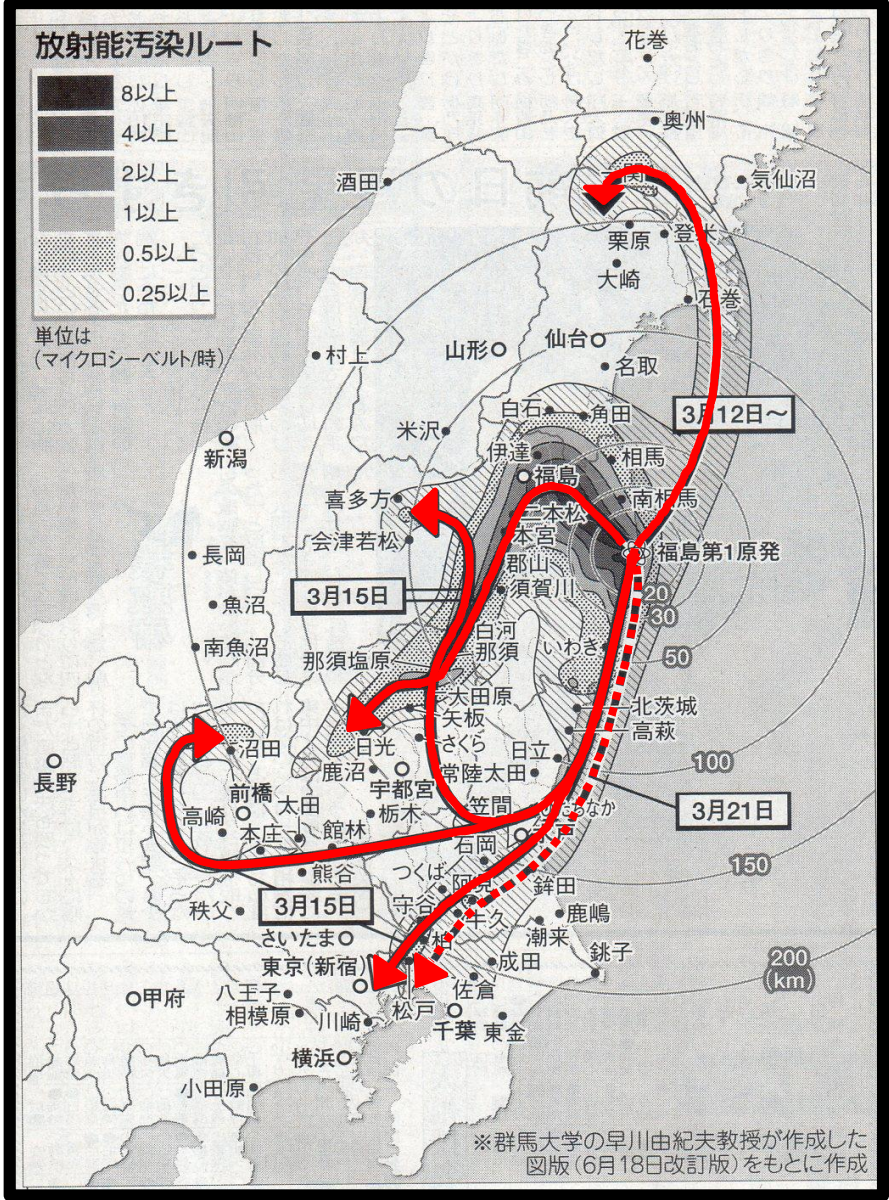 放射能汚染ルート
8以上
4以上
2以上
1以上
0.5以上
0.25以上
単位は
(マイクロシーベルト/時)
花巻
奥州
酒田
気仙沼
栗原
登米
大崎
石巻
村上
山形
仙台
名取
白石
角田
3月12日〜
米沢
新潟
伊達
相馬
福島
喜多方
南相馬
二本松
会津若松
本宮
長岡
郡山
福島第1原発
須賀川
3月15日
20
30
魚沼
白河
南魚沼
那須
いわき
50
那須塩原
大田原
北茨城
矢板
高萩
沼田
日光
さくら
日立
100
長野
鹿沼
宇都宮
常陸太田
前橋
太田
栃木
笠間
3月21日
高崎
館林
水戸
本庄
石岡
150
熊谷
つくば
阿見
鉾田
秩父
3月15日
守谷
牛久
鹿嶋
さいたま
柏
潮来
東京(新宿)
成田
銚子
200
(km)
甲府
八王子
佐倉
相模原
川崎
松戸
千葉
東金
横浜
小田原
※群馬大学の早川由紀夫教授が作成した
図版(6月18日改訂版)をもとに作成